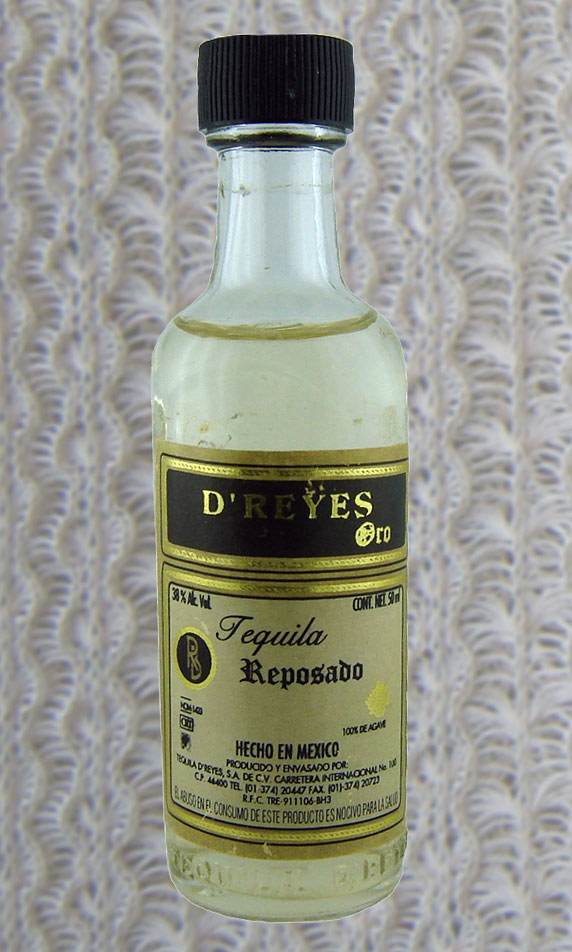 D'REYES
Oro
38 % Alc. Vol. CONT. NET. 50 ml
Tequila
Reposado
100% DE AGAVE
HECHO EN MEXICO
PRODUCIDO Y ENVASADO POR:
TEQUILA D'REYES, S.A. DE C.V. CARRETERA INTERNACIONAL No. 100
C.P. 46400 TEL. (01-374) 20447 FAX. (01)-374) 20723
R.F.C. TRE-911106-BH3
EL ABUSO EN EL CONSUMO DE ESTE PRODUCTO ES NOCIVO PARA LA SALUD
TEQUILA